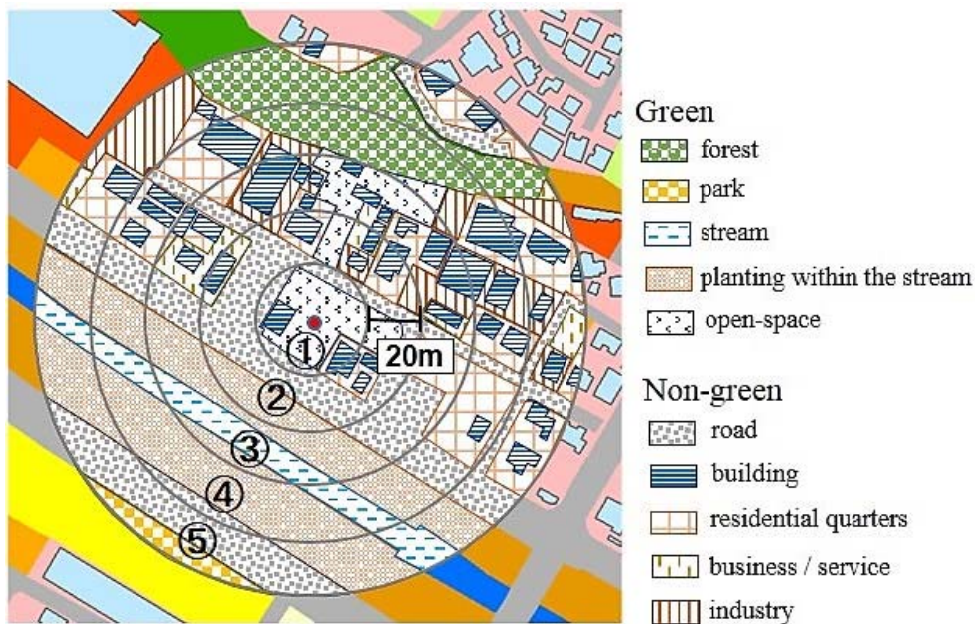 Green
forest
park
stream
planting within the stream
open-space
Non-green
road
building
residential quarters
business / service
industry
①
20m
②
③
④
⑤